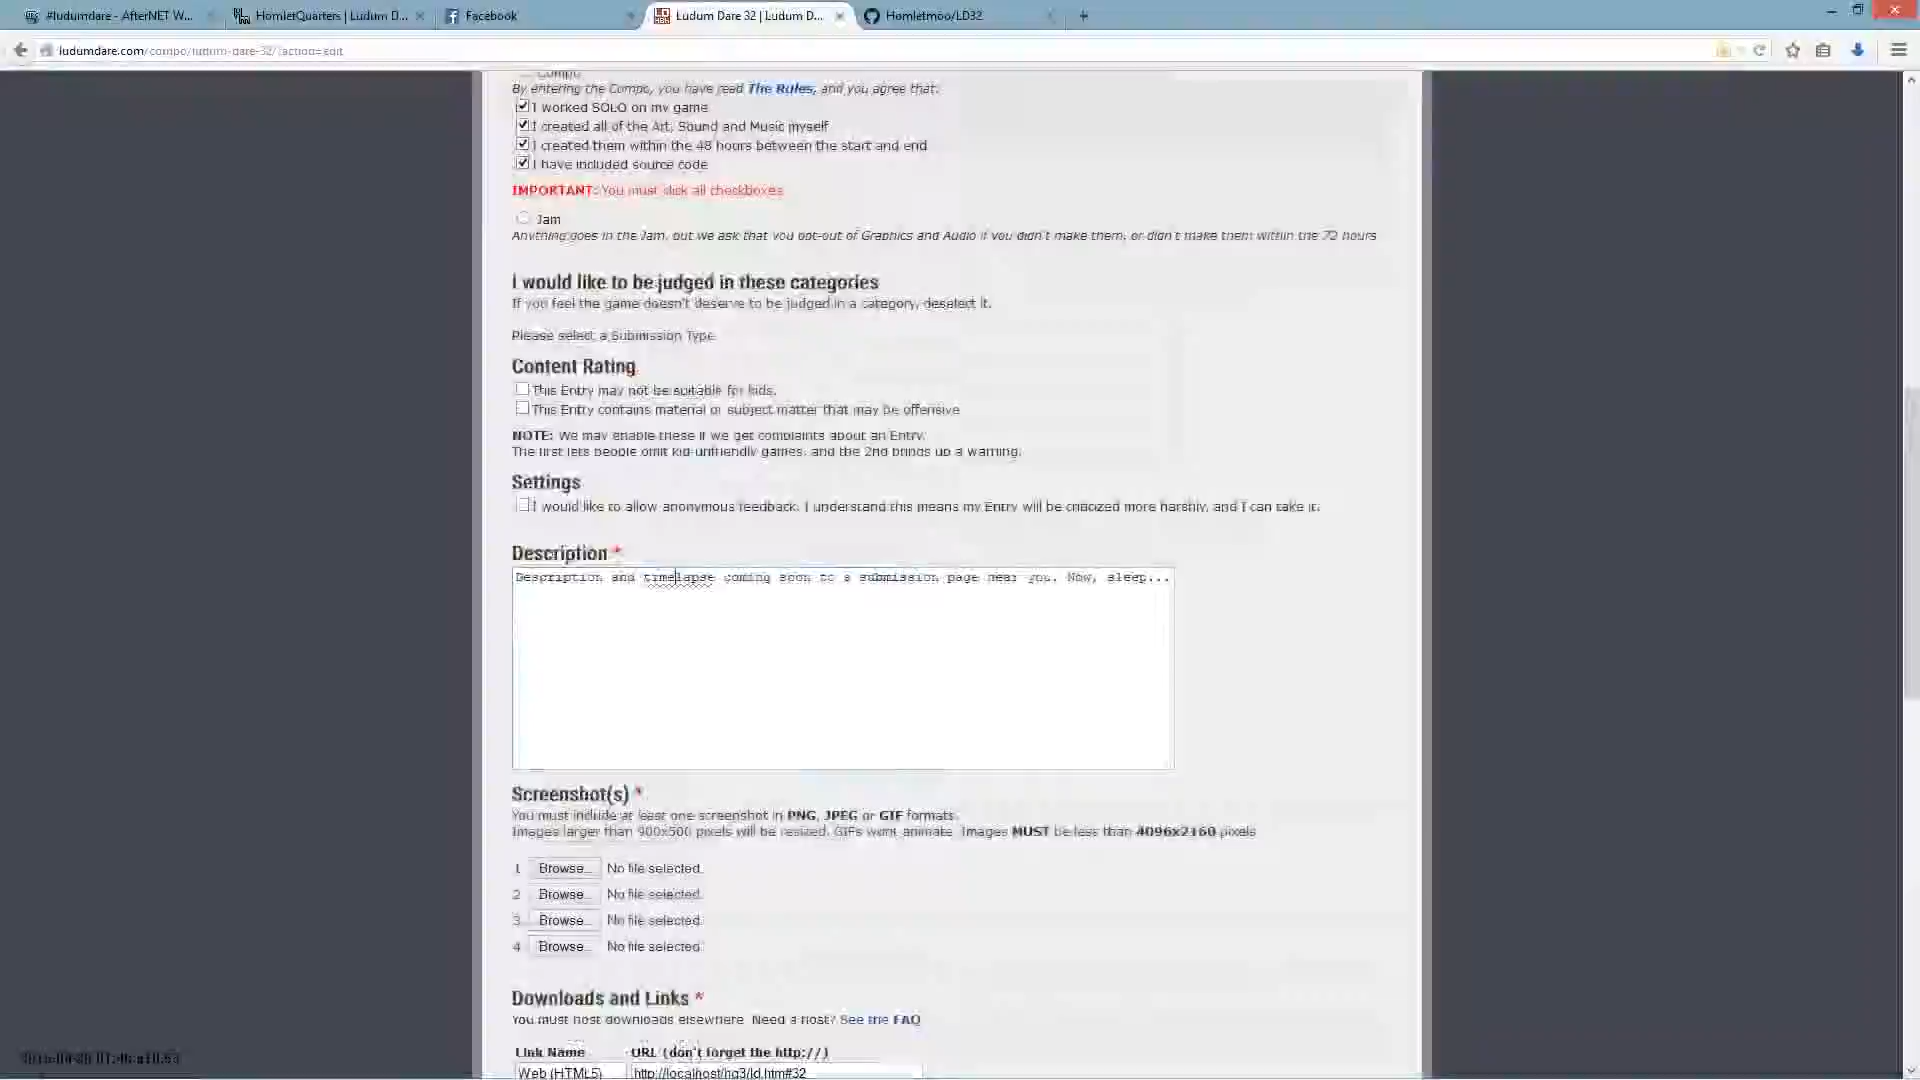 #ludumdare - AfterNET W...
HomletQuarters | Ludum D...
Facebook
Ludum Dare 32 | Ludum D...
Homletmoo/LD32
ludumdare.com/compo/ludum-dare-32/?action=edit
Compo
By entering the Compo, you have read The Rules, and you agree that:
I worked SOLO on my game
I created all of the Art, Sound and Music myself
I created them within the 48 hours between the start and end
I have included source code
IMPORTANT: You must click all checkboxes
Jam
Anything goes in the Jam, but we ask that you opt-out of Graphics and Audio if you didn't make them, or didn't make them within the 72 hours
I would like to be judged in these categories
If you feel the game doesn't deserve to be judged in a category, deselect it.
Please select a Submission Type
Content Rating
This Entry may not be suitable for kids.
This Entry contains material or subject matter that may be offensive
NOTE: We may enable these if we get complaints about an Entry.
The first lets people omit kid-unfriendly games, and the 2nd brings up a warning.
Settings
I would like to allow anonymous feedback. I understand this means my Entry will be criticized more harshly, and I can take it.
Description *
Description and timelapse coming soon to a submission page near you. Now, sleep...
Screenshot(s) *
You must include at least one screenshot in PNG, JPEG or GIF formats.
Images larger than 900x500 pixels will be resized. GIFs wont animate. Images MUST be less than 4096x2160 pixels
1 Browse... No file selected.
2 Browse... No file selected.
3 Browse... No file selected.
4 Browse... No file selected.
Downloads and Links *
You must host downloads elsewhere. Need a host? See the FAQ
Link Name URL (don't forget the http://)
Web (HTML5) http://localhost/hq3/ld.htm#32